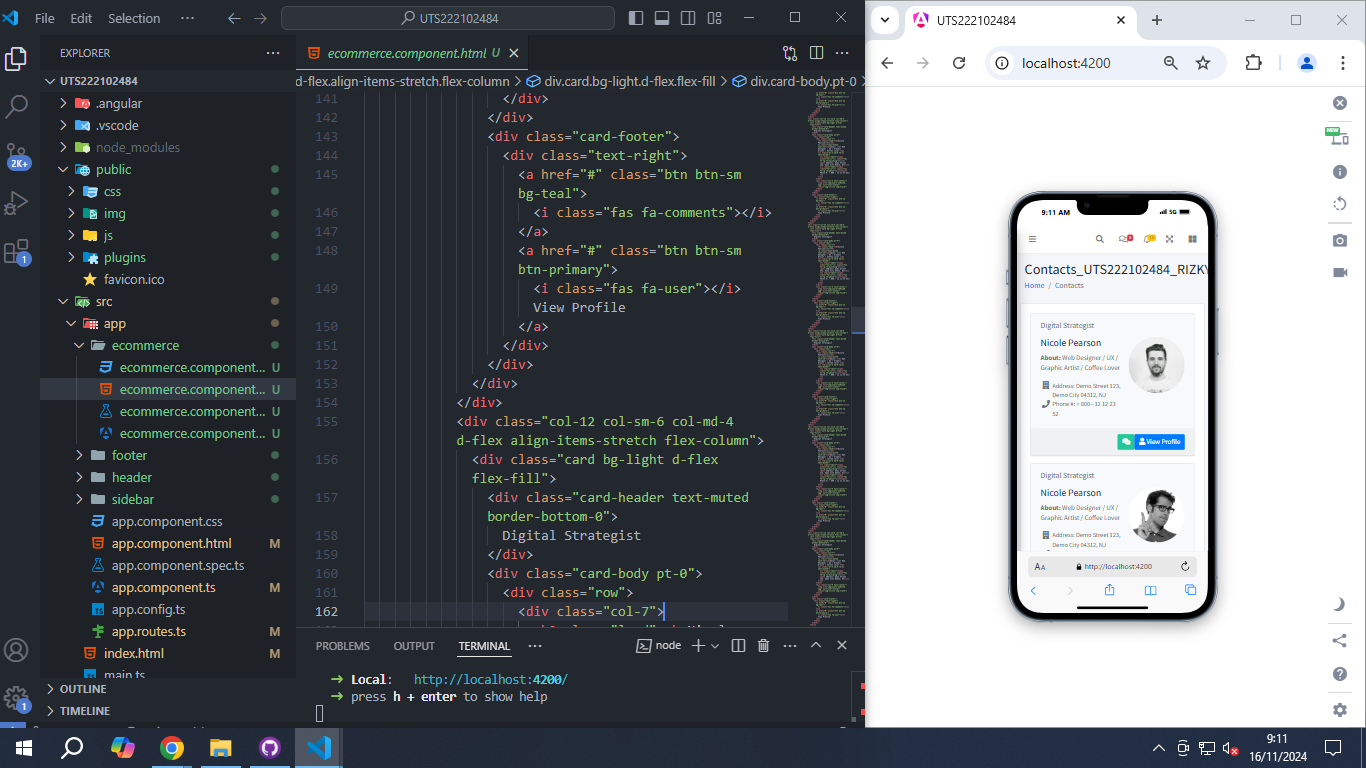 File Edit Selection ··· UTS222102484
EXPLORER
UTS222102484
.angular
.vscode
node_modules
public
css
img
js
plugins
favicon.ico
src
app
ecommerce
ecommerce.component... U
ecommerce.component... U
ecommerce.component... U
ecommerce.component... U
footer
header
sidebar
app.component.css
app.component.html M
app.component.spec.ts
app.component.ts M
app.config.ts
app.routes.ts M
index.html M
main.ts
OUTLINE
TIMELINE
2K+
1
1
ecommerce.component.html U
d-flex.align-items-stretch.flex-column > div.card.bg-light.d-flex.flex-fill > div.card-body.pt-0 >
141 </div>
142 </div>
143 <div class="card-footer">
144 <div class="text-right">
145 <a href="#" class="btn btn-sm
bg-teal">
146 <i class="fas fa-comments"></i>
147 </a>
148 <a href="#" class="btn btn-sm
btn-primary">
149 <i class="fas fa-user"></i>
View Profile
150 </a>
151 </div>
152 </div>
153 </div>
154 </div>
155 <div class="col-12 col-sm-6 col-md-4
d-flex align-items-stretch flex-column">
156 <div class="card bg-light d-flex
flex-fill">
157 <div class="card-header text-muted
border-bottom-0">
158 Digital Strategist
159 </div>
160 <div class="card-body pt-0">
161 <div class="row">
162 <div class="col-7">
PROBLEMS OUTPUT TERMINAL ··· node
➜ Local: http://localhost:4200/
➜ press h + enter to show help
UTS222102484
localhost:4200
NEW
9:11 AM 5G
Contacts_UTS222102484_RIZKY
Home / Contacts
Digital Strategist
Nicole Pearson
About: Web Designer / UX /
Graphic Artist / Coffee Lover
Address: Demo Street 123,
Demo City 04312, NJ
Phone #: + 800 - 12 12 23
52
View Profile
Digital Strategist
Nicole Pearson
About: Web Designer / UX /
Graphic Artist / Coffee Lover
Address: Demo Street 123,
Demo City 04312, NJ
AA http://localhost:4200
9:11
16/11/2024